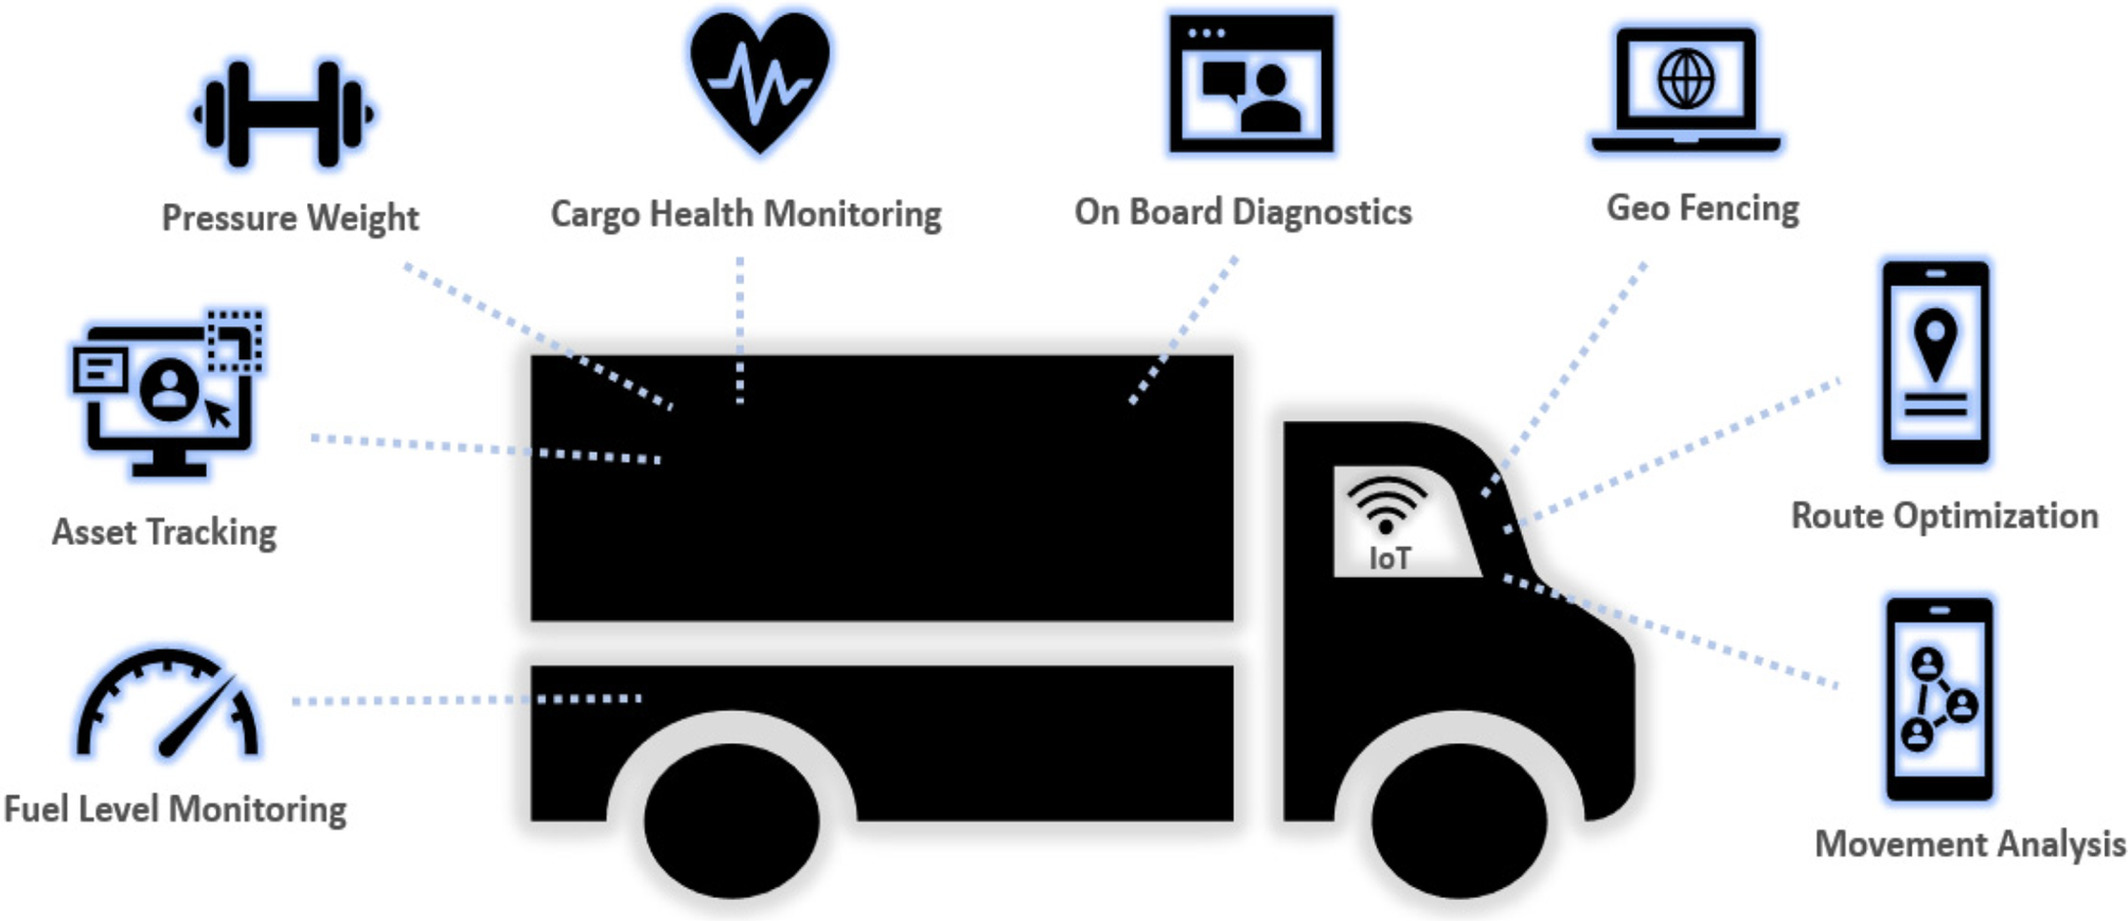 Pressure Weight
Cargo Health Monitoring
On Board Diagnostics
Geo Fencing
Asset Tracking
Route Optimization
IoT
Fuel Level Monitoring
Movement Analysis